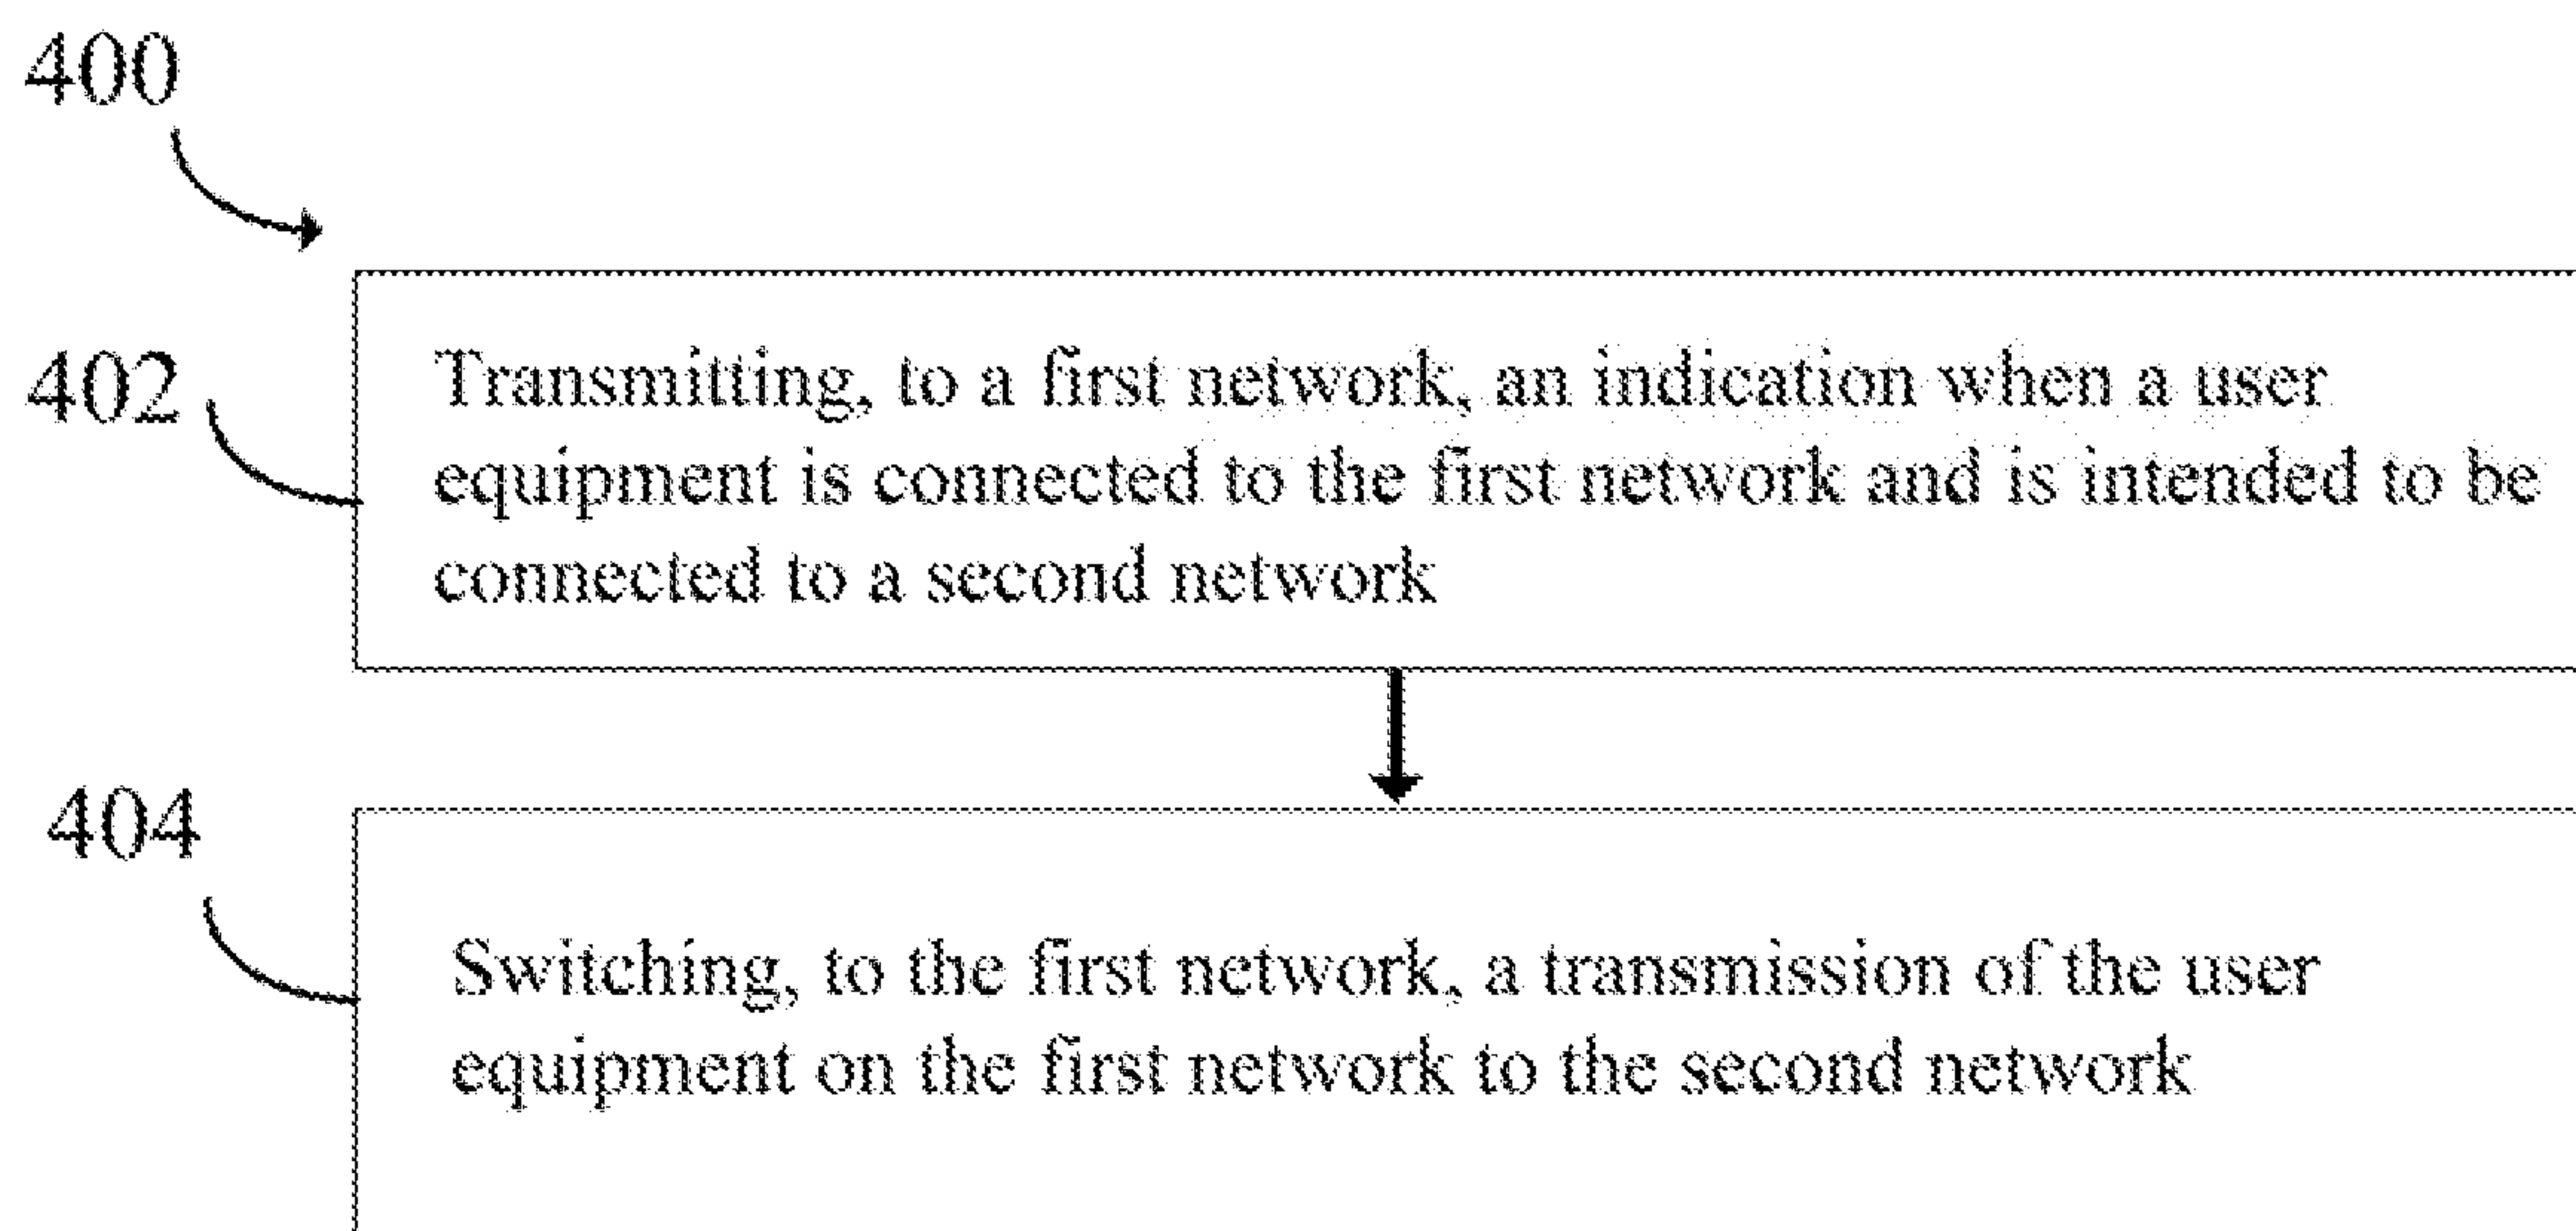 400
402
Transmitting, to a first network, an indication when a user
equipment is connected to the first network and is intended to be
connected to a second network
404
Switching, to the first network, a transmission of the user
equipment on the first network to the second network